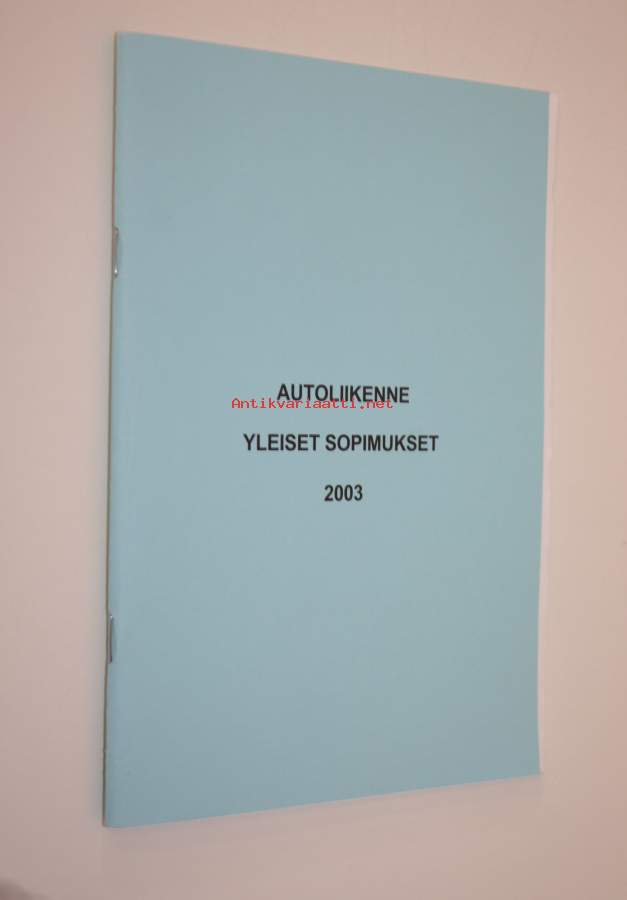 AUTOLIIKENNE
Antikvariaatti.net
YLEISET SOPIMUKSET
2003